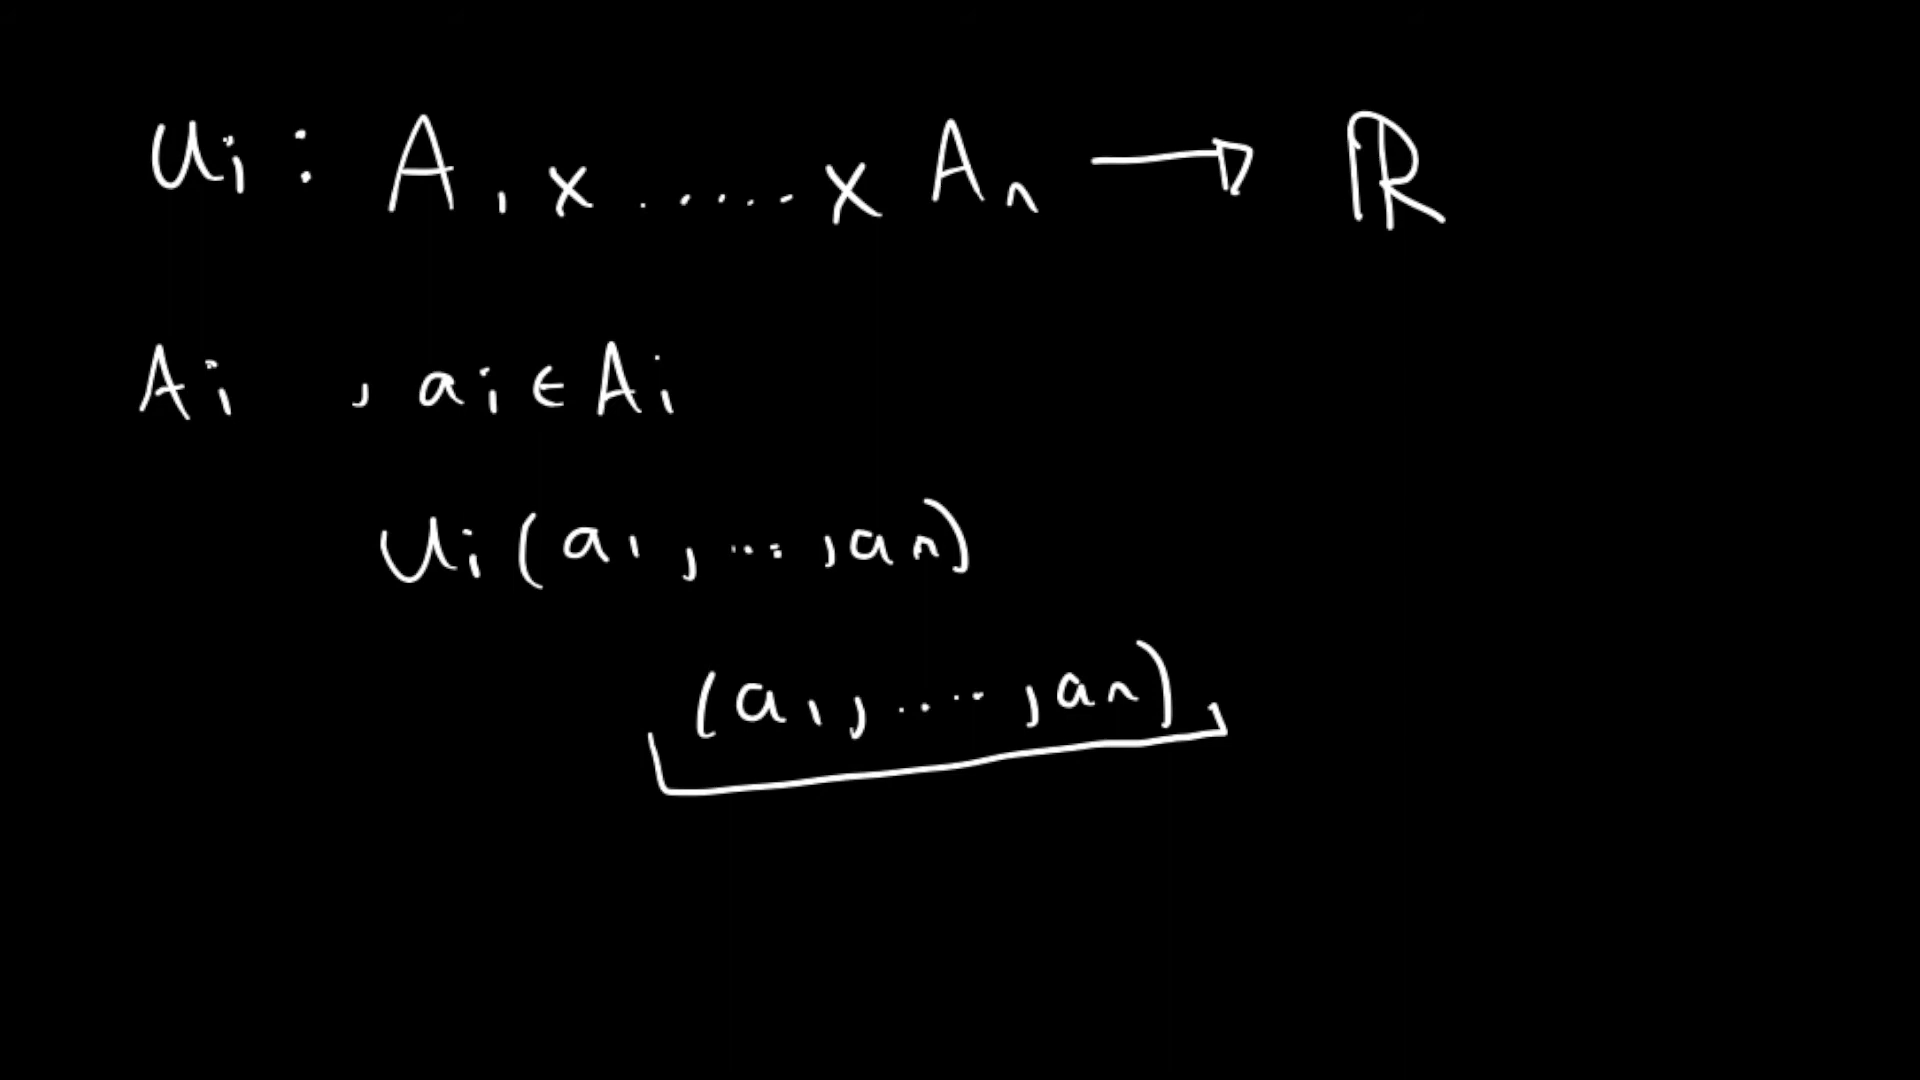 ui : A1 x ..... x An → ℝ
Ai , ai ∈ Ai
ui (a1, ..., an)
(a1, ...., an)